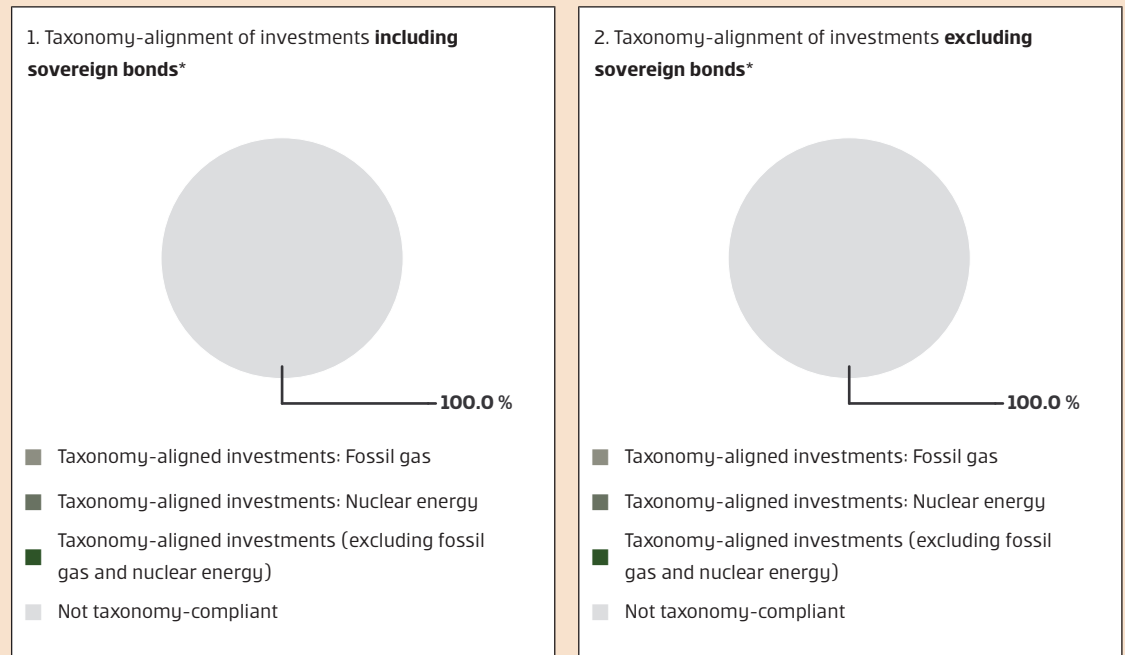 1. Taxonomy-alignment of investments including
sovereign bonds*
100.0 %
Taxonomy-aligned investments: Fossil gas
Taxonomy-aligned investments: Nuclear energy
Taxonomy-aligned investments (excluding fossil
gas and nuclear energy)
Not taxonomy-compliant
2. Taxonomy-alignment of investments excluding
sovereign bonds*
100.0 %
Taxonomy-aligned investments: Fossil gas
Taxonomy-aligned investments: Nuclear energy
Taxonomy-aligned investments (excluding fossil
gas and nuclear energy)
Not taxonomy-compliant